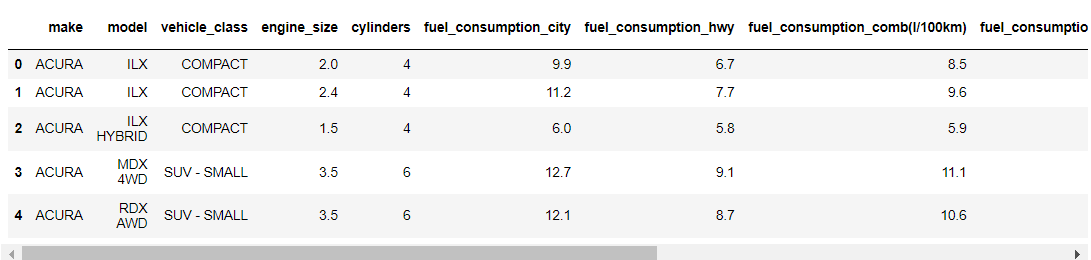 make model vehicle_class engine_size cylinders fuel_consumption_city fuel_consumption_hwy fuel_consumption_comb(l/100km) fuel_consumptio
0 ACURA ILX COMPACT 2.0 4 9.9 6.7 8.5
1 ACURA ILX COMPACT 2.4 4 11.2 7.7 9.6
2 ACURA ILX HYBRID COMPACT 1.5 4 6.0 5.8 5.9
3 ACURA MDX 4WD SUV - SMALL 3.5 6 12.7 9.1 11.1
4 ACURA RDX AWD SUV - SMALL 3.5 6 12.1 8.7 10.6